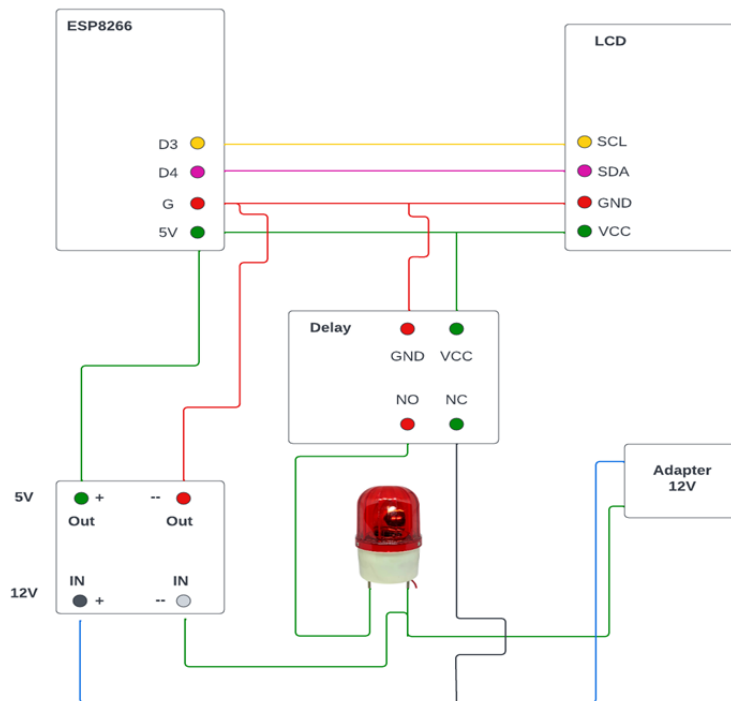 ESP8266
LCD
D3
SCL
D4
SDA
G
GND
5V
VCC
Delay
GND VCC
NO NC
Adapter
12V
5V
+ -- 
Out Out
IN IN
12V
+ --